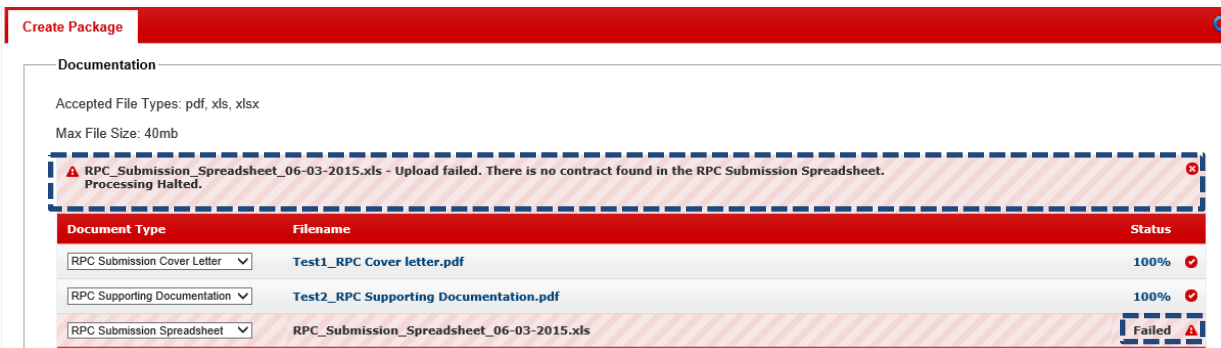 Create Package
Documentation
Accepted File Types: pdf, xls, xlsx
Max File Size: 40mb
RPC_Submission_Spreadsheet_06-03-2015.xls - Upload failed. There is no contract found in the RPC Submission Spreadsheet.
Processing Halted.
Document Type Filename Status
RPC Submission Cover Letter Test1_RPC Cover letter.pdf 100%
RPC Supporting Documentation Test2_RPC Supporting Documentation.pdf 100%
RPC Submission Spreadsheet RPC_Submission_Spreadsheet_06-03-2015.xls Failed